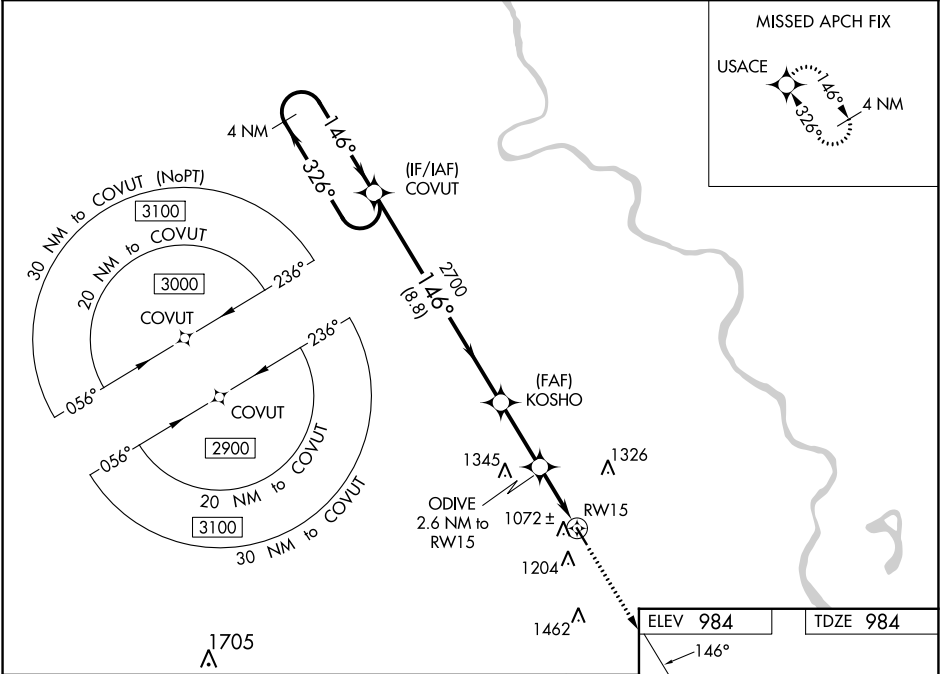 MISSED APCH FIX
USACE
146°
326°
4 NM
4 NM
146°
326°
(IF/IAF)
COVUT
30 NM to COVUT (NoPT)
3100
20 NM to COVUT
3000
236°
COVUT
056°
236°
COVUT
056°
2900
20 NM to COVUT
3100
30 NM to COVUT
2700
146°
(8.8)
(FAF)
KOSHO
1345
1326
ODIVE
2.6 NM to
RW15
1072 ±
RW15
1204
1462
1705
ELEV 984
TDZE 984
146°